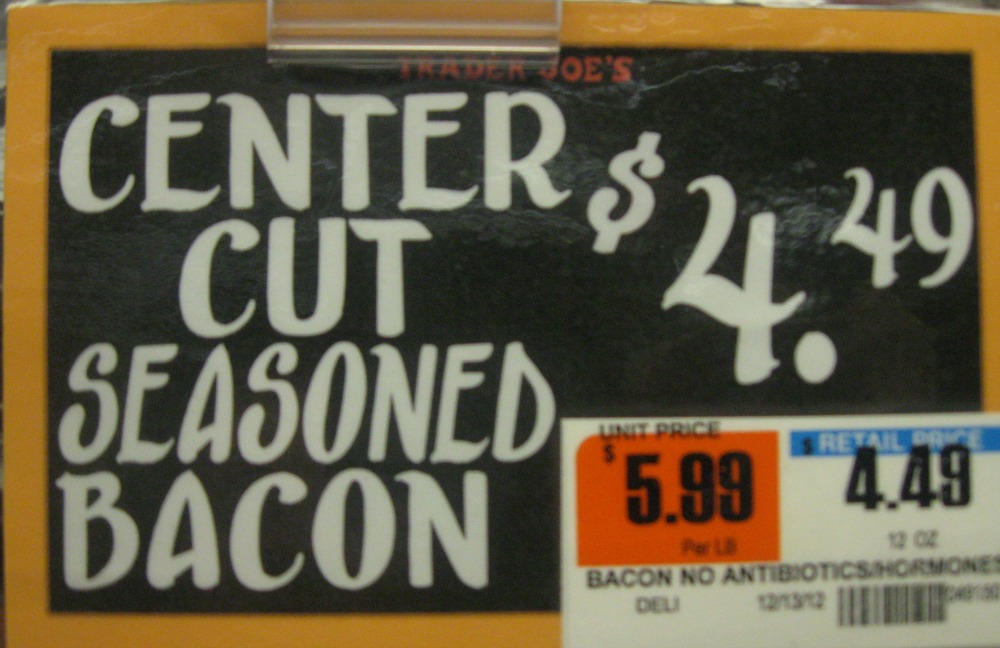 TRADER JOE'S
CENTER
CUT
SEASONED
BACON
$4.49
UNIT PRICE
$5.99
Per LB
$ RETAIL PRICE
4.49
12 OZ
BACON NO ANTIBIOTICS/HORMONES
DELI 12/13/12